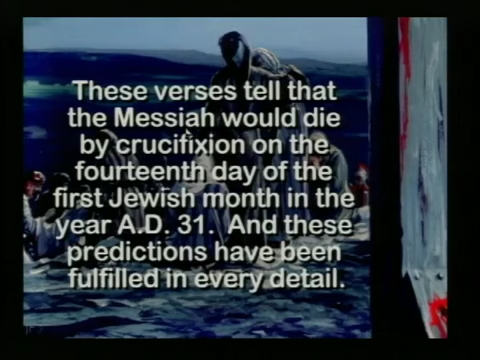 These verses tell that
the Messiah would die
by crucifixion on the
fourteenth day of the
first Jewish month in the
year A.D. 31.  And these
predictions have been
fulfilled in every detail.